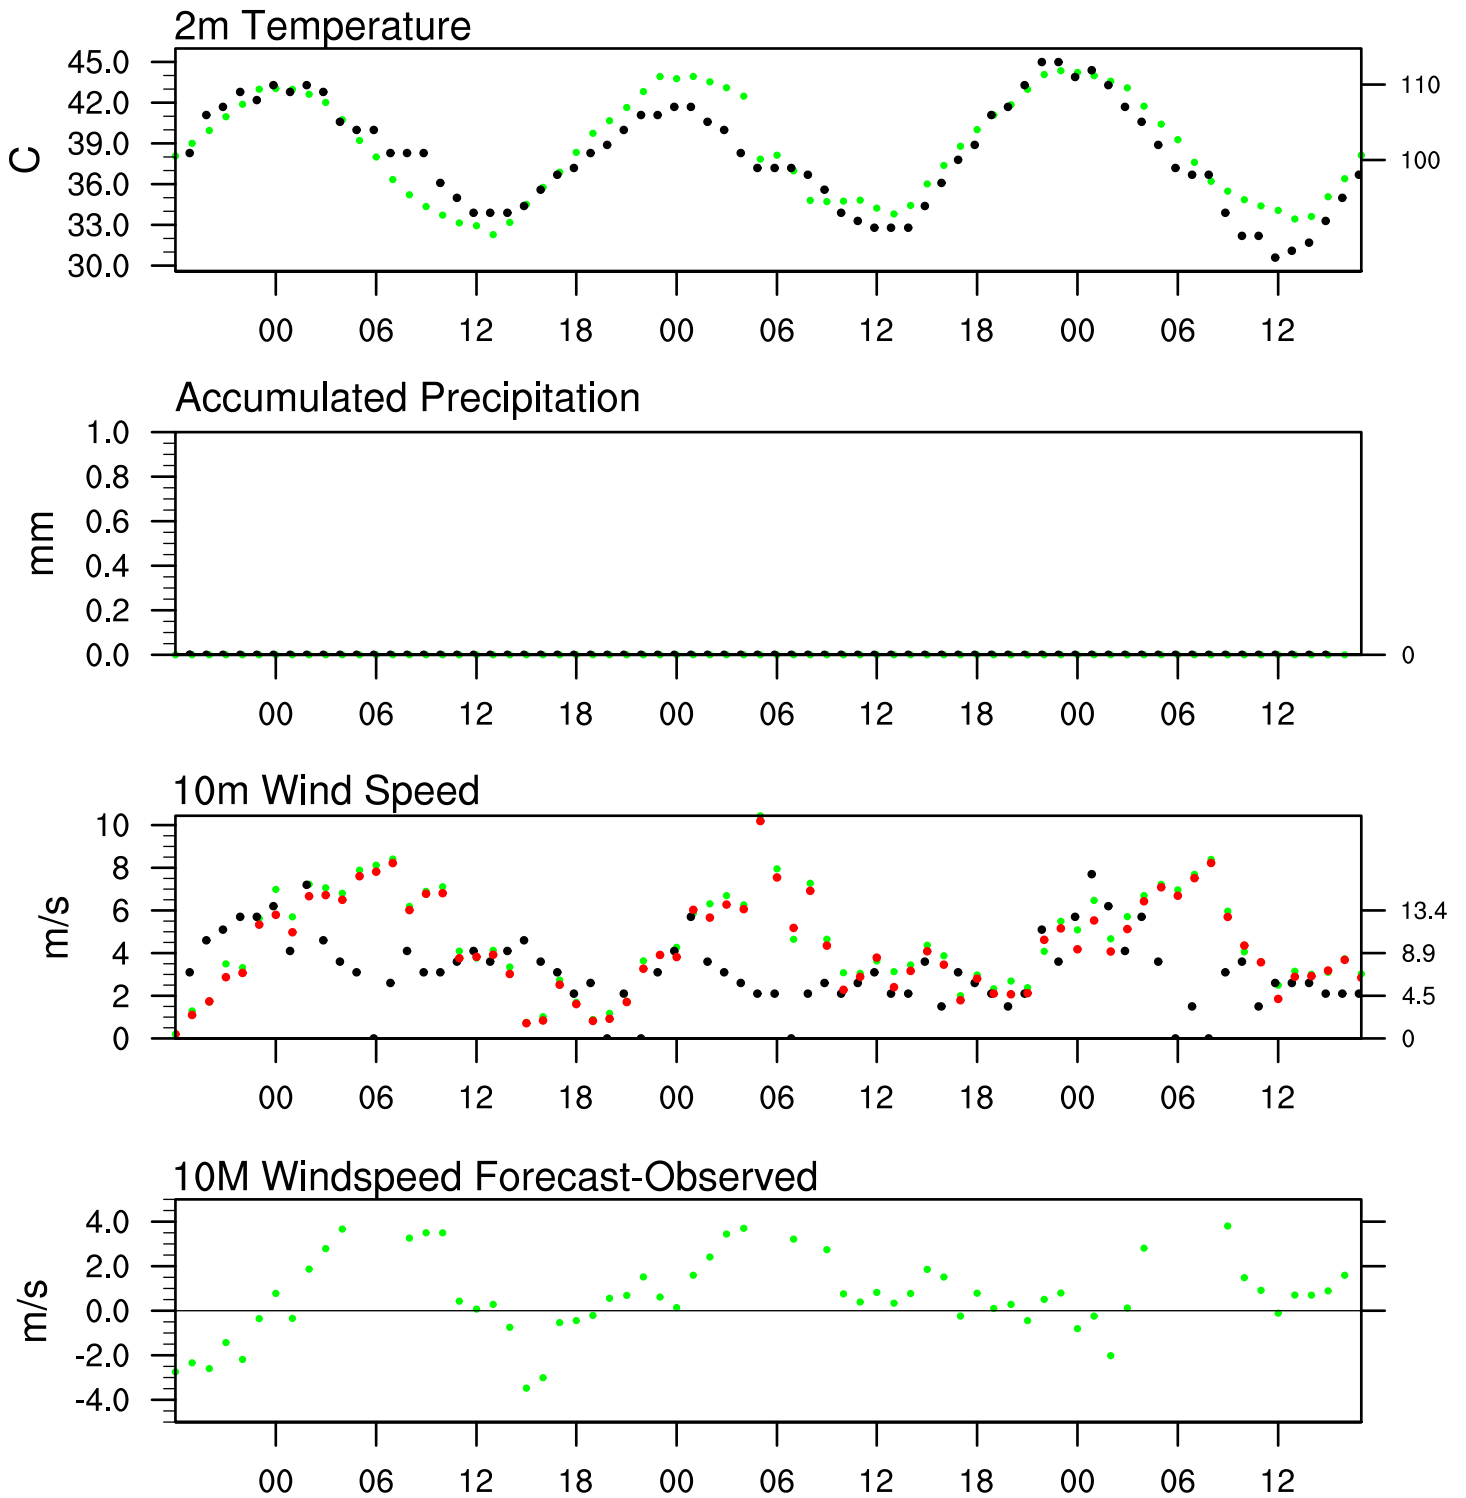 2m Temperature
45.0
42.0
39.0
36.0
33.0
30.0
C
110
100
00 06 12 18 00 06 12 18 00 06 12
Accumulated Precipitation
1.0
0.8
0.6
0.4
0.2
0.0
mm
0
00 06 12 18 00 06 12 18 00 06 12
10m Wind Speed
10
8
6
4
2
0
m/s
13.4
8.9
4.5
0
00 06 12 18 00 06 12 18 00 06 12
10M Windspeed Forecast-Observed
4.0
2.0
0.0
-2.0
-4.0
m/s
00 06 12 18 00 06 12 18 00 06 12